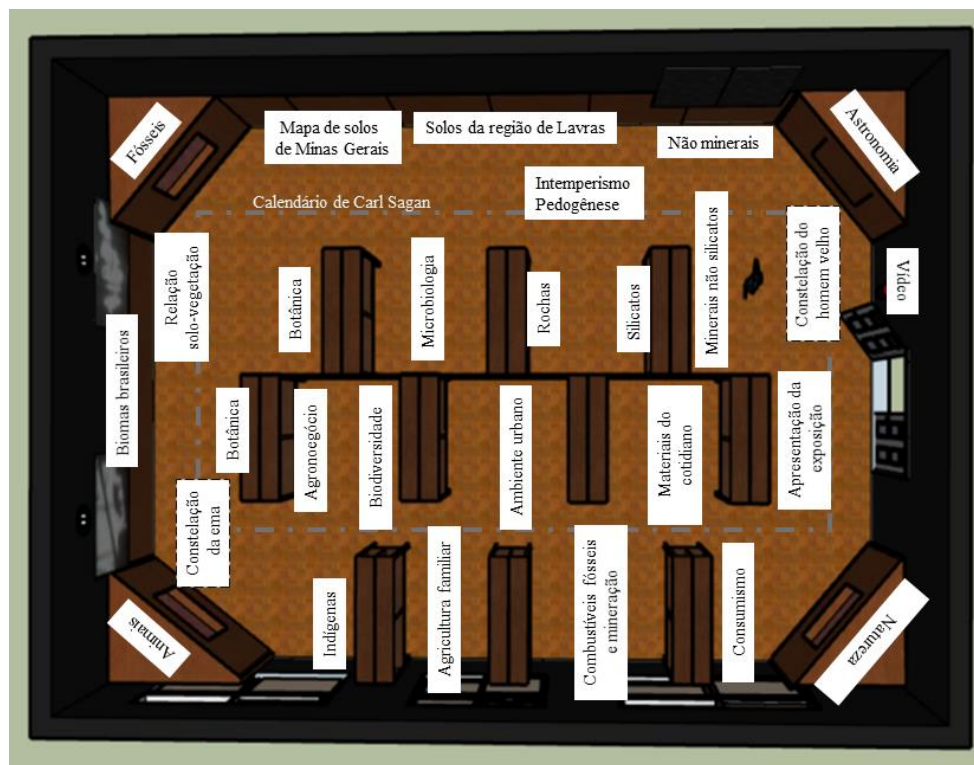 Fósseis
Mapa de solos
de Minas Gerais
Solos da região de Lavras
Não minerais
Astronomia
Calendário de Carl Sagan
Intemperismo
Pedogênese
Relação
solo-vegetação
Botânica
Microbiologia
Rochas
Silicatos
Minerais não silicatos
Constelação do
homem velho
Vídeo
Biomas brasileiros
Botânica
Agronoegócio
Biodiversidade
Ambiente urbano
Materiais do
cotidiano
Apresentação da
exposição
Constelação
da ema
Animais
Indígenas
Agricultura familiar
Combustíveis fósseis
e mineração
Consumismo
Natureza